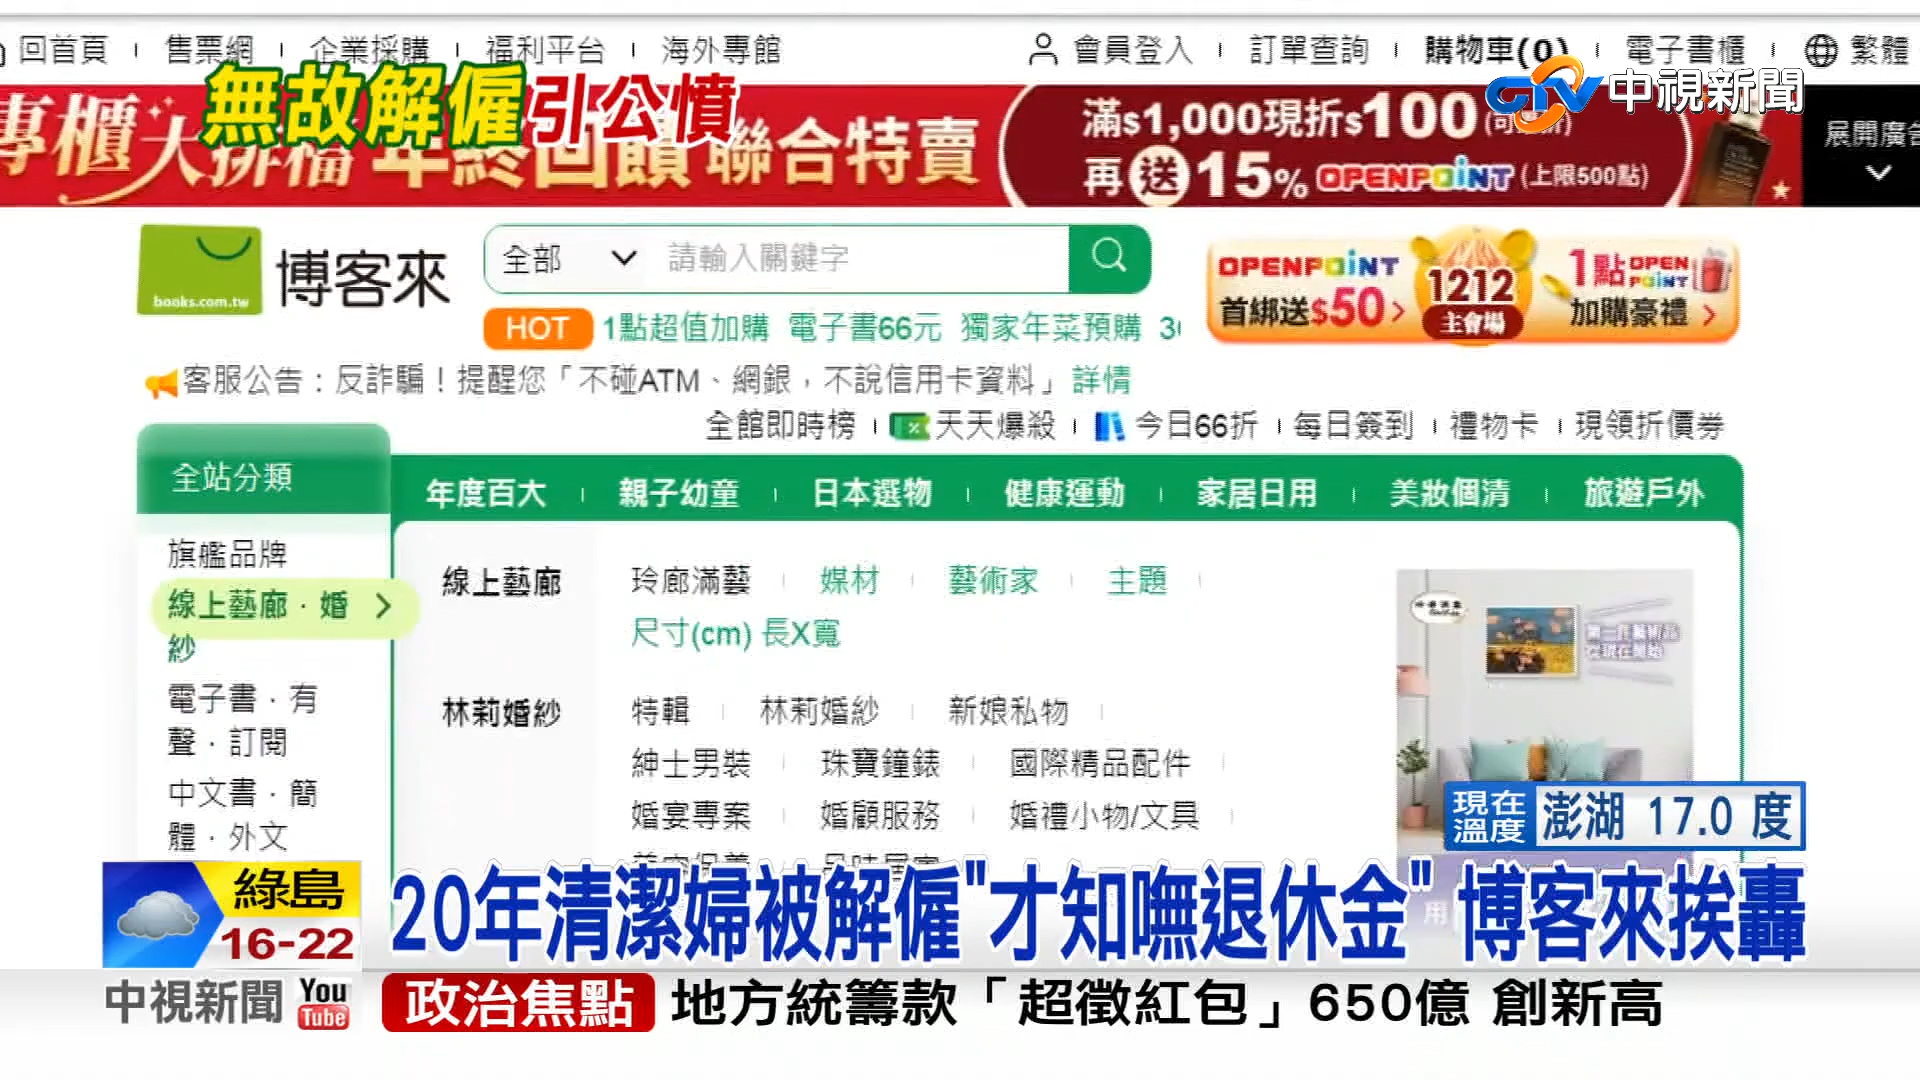 回首頁 售票網 企業採購 福利平台 海外專館 會員登入 訂單查詢 購物車(0) 電子書櫃 繁體
無故解僱引公憤
CTV中視新聞
專櫃大拼福 年終回饋聯合特賣
滿$1,000現折$100
再送15% OPENPOiNT (上限500點)
展開廣告
books.com.tw
博客來
全部 請輸入關鍵字
HOT 1點超值加購 電子書66元 獨家年菜預購
OPENPOiNT 首綁送$50>
1212 主會場
1點OPEN POiNT 加購豪禮 >
客服公告：反詐騙！提醒您「不碰ATM、網銀，不說信用卡資料」詳情
全館即時榜 天天爆殺 今日66折 每日簽到 禮物卡 現領折價券
全站分類
年度百大 親子幼童 日本選物 健康運動 家居日用 美妝個清 旅遊戶外
旗艦品牌
線上藝廊．婚紗
電子書．有聲．訂閱
中文書．簡體．外文
線上藝廊 玲廊滿藝 媒材 藝術家 主題
尺寸(cm) 長X寬
林莉婚紗 特輯 林莉婚紗 新娘私物
紳士男裝 珠寶鐘錶 國際精品配件
婚宴專案 婚顧服務 婚禮小物/文具
現在溫度 澎湖 17.0 度
綠島
16-22
20年清潔婦被解僱"才知嘸退休金" 博客來挨轟
中視新聞 YouTube
政治焦點 地方統籌款「超徵紅包」650億 創新高